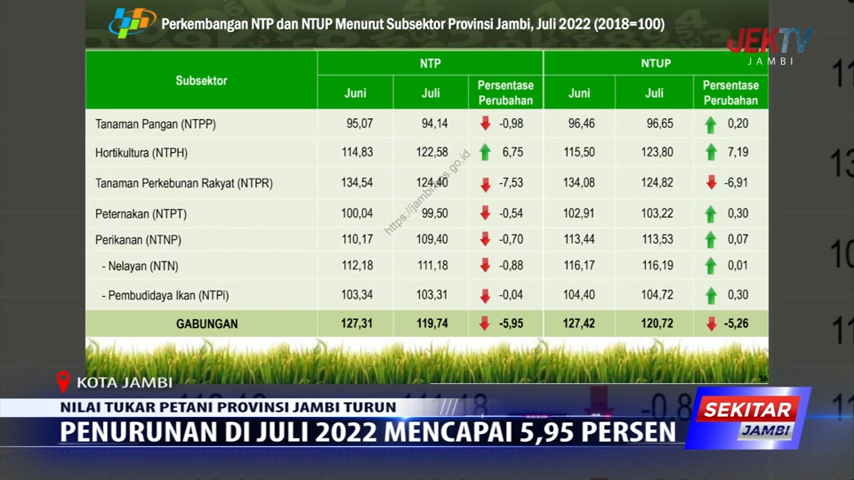 Perkembangan NTP dan NTUP Menurut Subsektor Provinsi Jambi, Juli 2022 (2018=100)
JEKTV
JAMBI
Subsektor NTP NTUP
Juni Juli Persentase Perubahan Juni Juli Persentase Perubahan
Tanaman Pangan (NTPP) 95,07 94,14 -0,98 96,46 96,65 0,20
Hortikultura (NTPH) 114,83 122,58 6,75 115,50 123,80 7,19
Tanaman Perkebunan Rakyat (NTPR) 134,54 124,40 -7,53 134,08 124,82 -6,91
Peternakan (NTPT) 100,04 99,50 -0,54 102,91 103,22 0,30
Perikanan (NTNP) 110,17 109,40 -0,70 113,44 113,53 0,07
- Nelayan (NTN) 112,18 111,18 -0,88 116,17 116,19 0,01
- Pembudidaya Ikan (NTPi) 103,34 103,31 -0,04 104,40 104,72 0,30
GABUNGAN 127,31 119,74 -5,95 127,42 120,72 -5,26
KOTA JAMBI
NILAI TUKAR PETANI PROVINSI JAMBI TURUN
PENURUNAN DI JULI 2022 MENCAPAI 5,95 PERSEN
SEKITAR
JAMBI